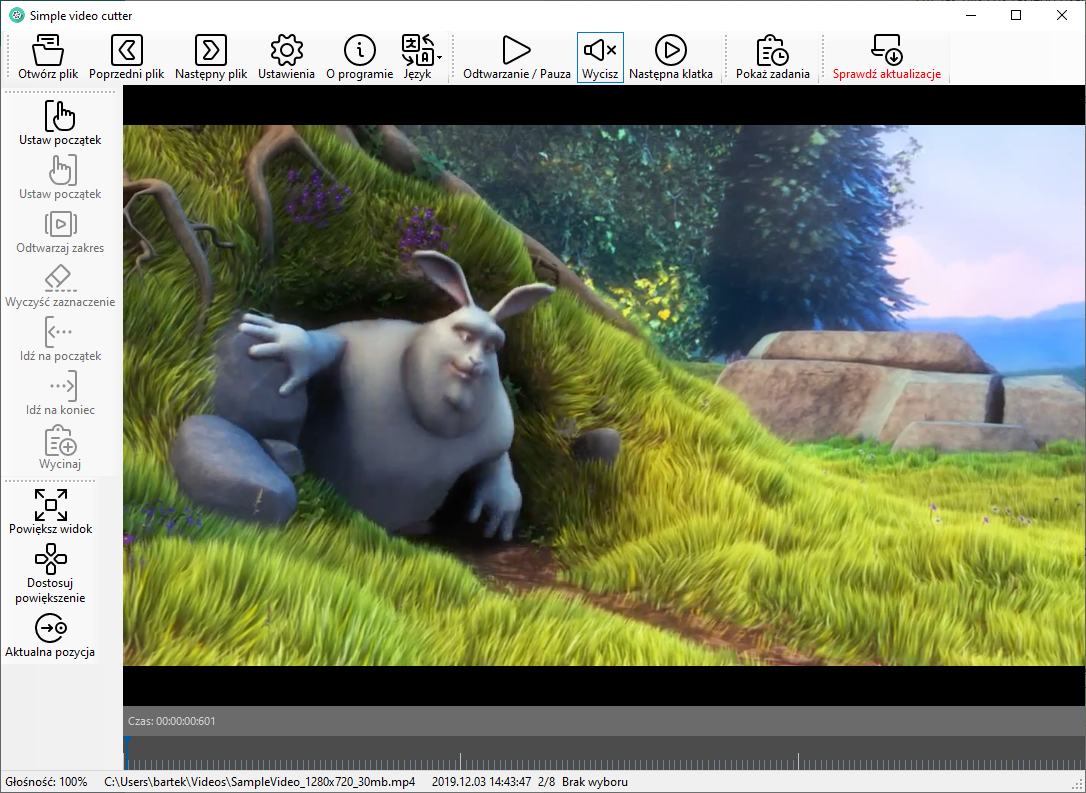 Simple video cutter
Otwórz plik
Poprzedni plik
Następny plik
Ustawienia
O programie
Język
Odtwarzanie / Pauza
Wycisz
Następna klatka
Pokaż zadania
Sprawdź aktualizacje
Ustaw początek
Ustaw początek
Odtwarzaj zakres
Wyczyść zaznaczenie
Idź na początek
Idź na koniec
Wycinaj
Powiększ widok
Dostosuj
powiększenie
Aktualna pozycja
Czas: 00:00:00:601
Głośność: 100% C:\Users\bartek\Videos\SampleVideo_1280x720_30mb.mp4 2019.12.03 14:43:47 2/8 Brak wyboru